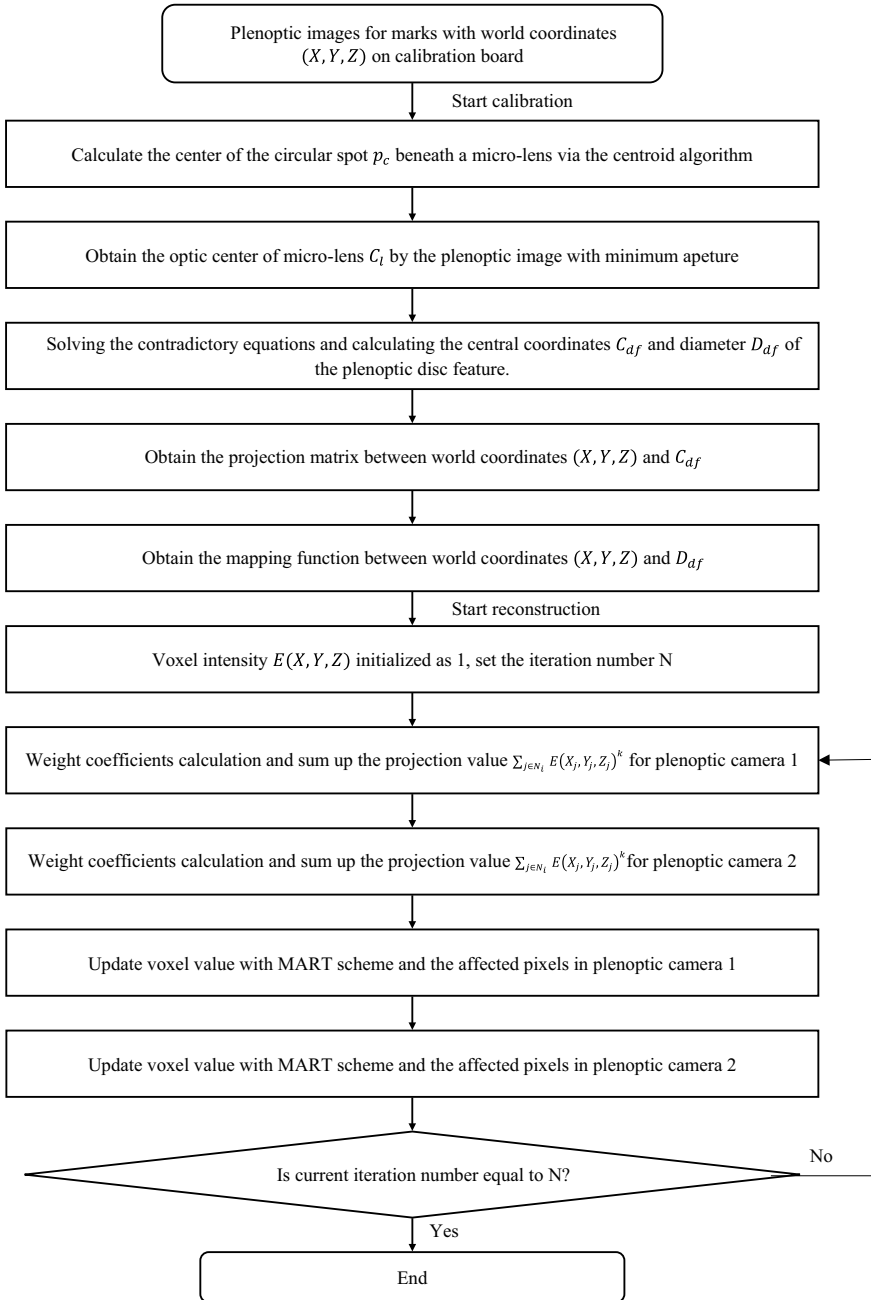 Plenoptic images for marks with world coordinates
(X, Y, Z) on calibration board
Start calibration
Calculate the center of the circular spot p_c beneath a micro-lens via the centroid algorithm
Obtain the optic center of micro-lens C_l by the plenoptic image with minimum apeture
Solving the contradictory equations and calculating the central coordinates C_df and diameter D_df of
the plenoptic disc feature.
Obtain the projection matrix between world coordinates (X, Y, Z) and C_df
Obtain the mapping function between world coordinates (X, Y, Z) and D_df
Start reconstruction
Voxel intensity E(X, Y, Z) initialized as 1, set the iteration number N
Weight coefficients calculation and sum up the projection value ∑_{j∈N_i} E(X_j, Y_j, Z_j)^k for plenoptic camera 1
Weight coefficients calculation and sum up the projection value ∑_{j∈N_i} E(X_j, Y_j, Z_j)^k for plenoptic camera 2
Update voxel value with MART scheme and the affected pixels in plenoptic camera 1
Update voxel value with MART scheme and the affected pixels in plenoptic camera 2
Is current iteration number equal to N?
No
Yes
End